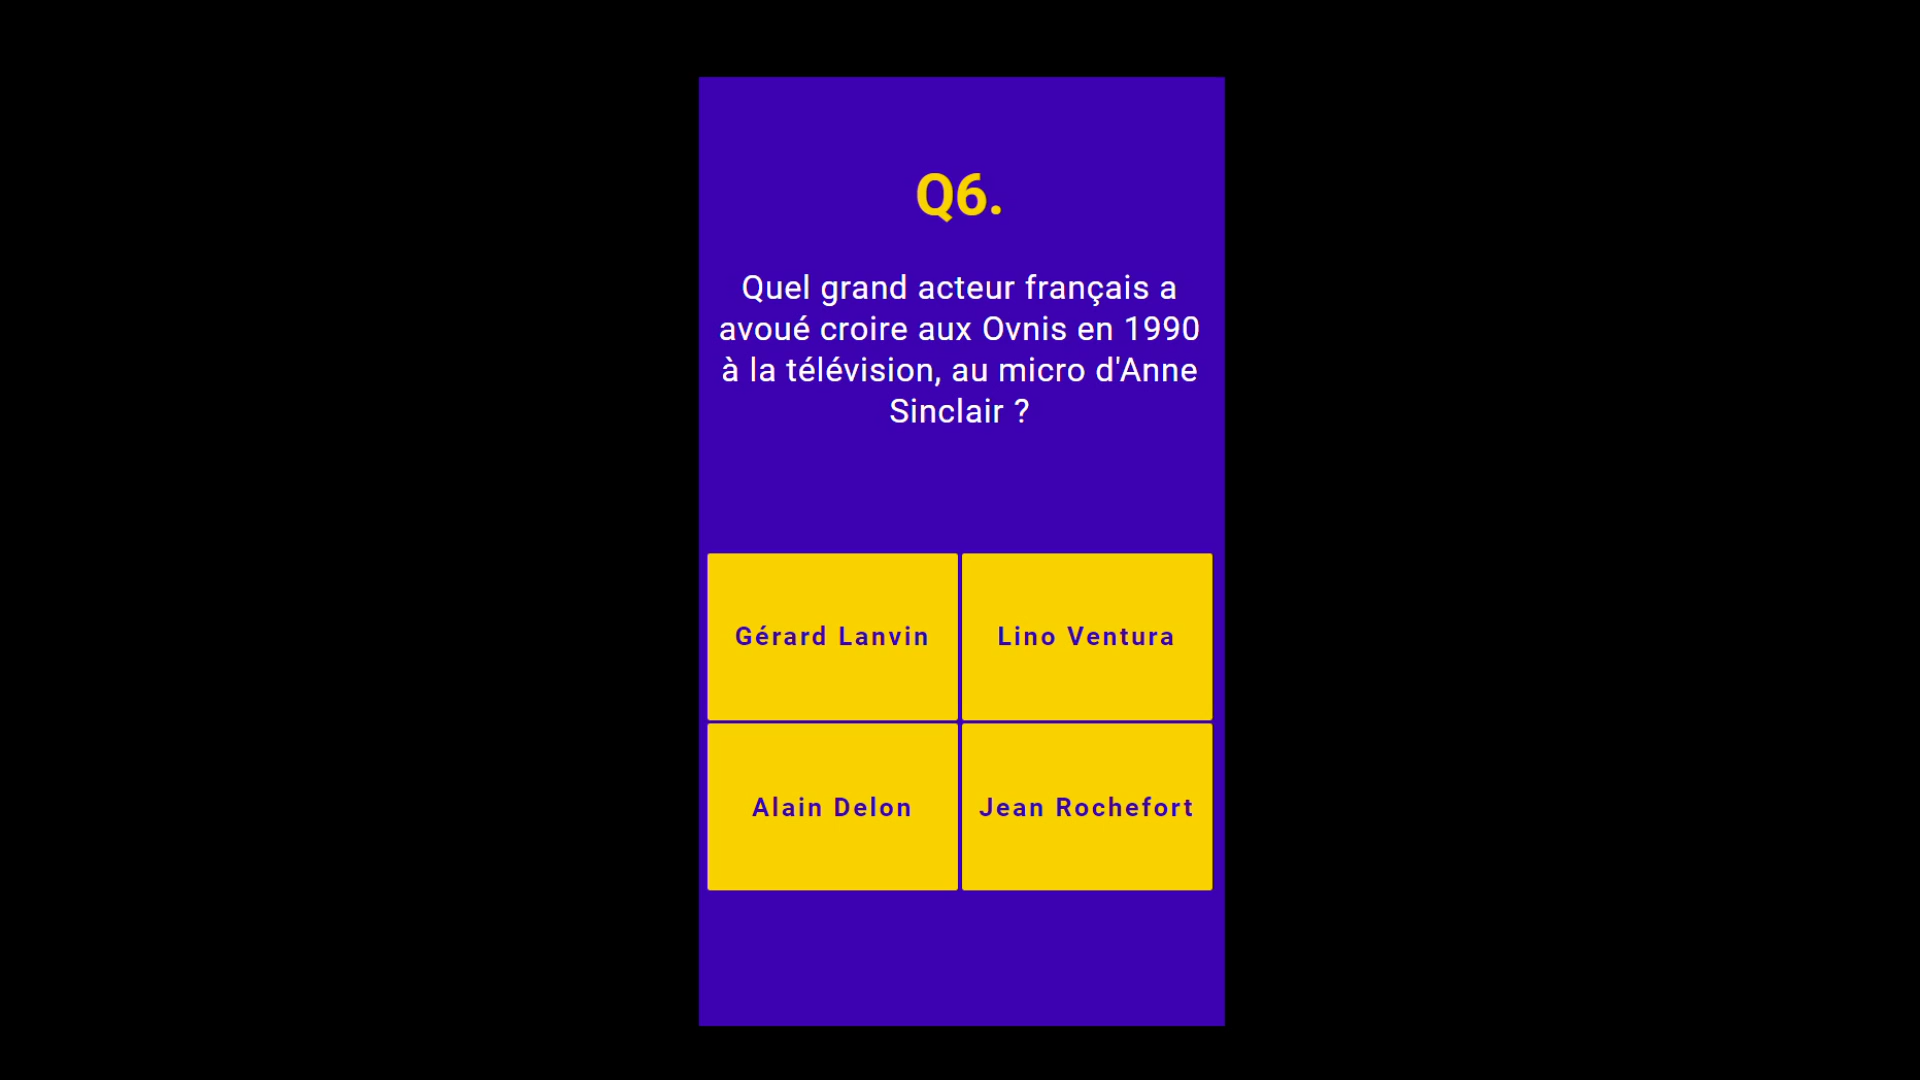 Q6.
Quel grand acteur français a
avoué croire aux Ovnis en 1990
à la télévision, au micro d'Anne
Sinclair ?
Gérard Lanvin
Lino Ventura
Alain Delon
Jean Rochefort